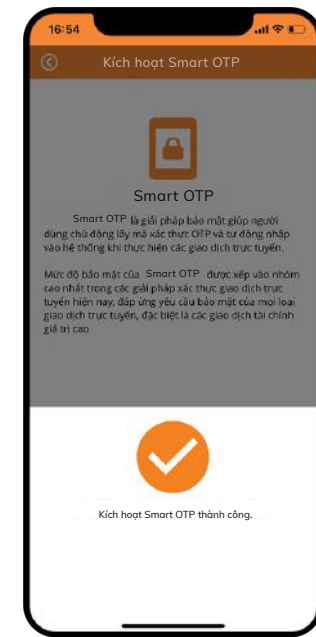 16:54
Kích hoạt Smart OTP
Smart OTP
Smart OTP là giải pháp bảo mật giúp người
dùng chủ động lấy mã xác thực OTP và tự động nhập
vào hệ thống khi thực hiện các giao dịch trực tuyến.
Mức độ bảo mật của Smart OTP được xếp vào nhóm
cao nhất trong các giải pháp xác thực giao dịch trực
tuyến hiện nay, đáp ứng yêu cầu bảo mật của mọi loại
giao dịch trực tuyến, đặc biệt là các giao dịch tài chính
giá trị cao
Kích hoạt Smart OTP thành công.